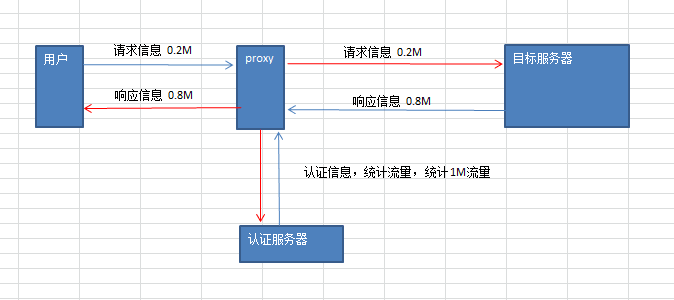 用户
请求信息 0.2M
proxy
请求信息 0.2M
目标服务器
响应信息 0.8M
响应信息 0.8M
认证信息，统计流量，统计1M流量
认证服务器